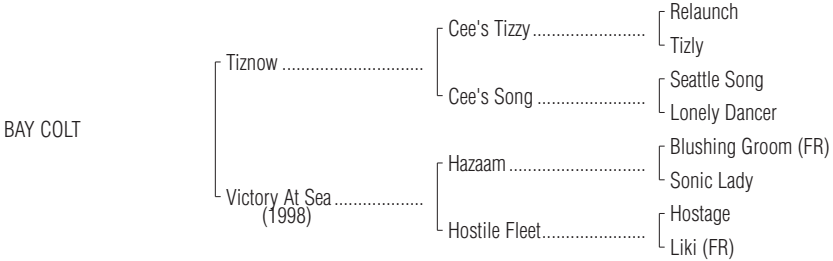 Relaunch
Cee's Tizzy........................
Tizly
Tiznow ..............................
Seattle Song
Cee's Song .......................
Lonely Dancer
BAY COLT
Blushing Groom (FR)
Hazaam .............................
Sonic Lady
Victory At Sea...................
(1998)
Hostage
Hostile Fleet......................
Liki (FR)